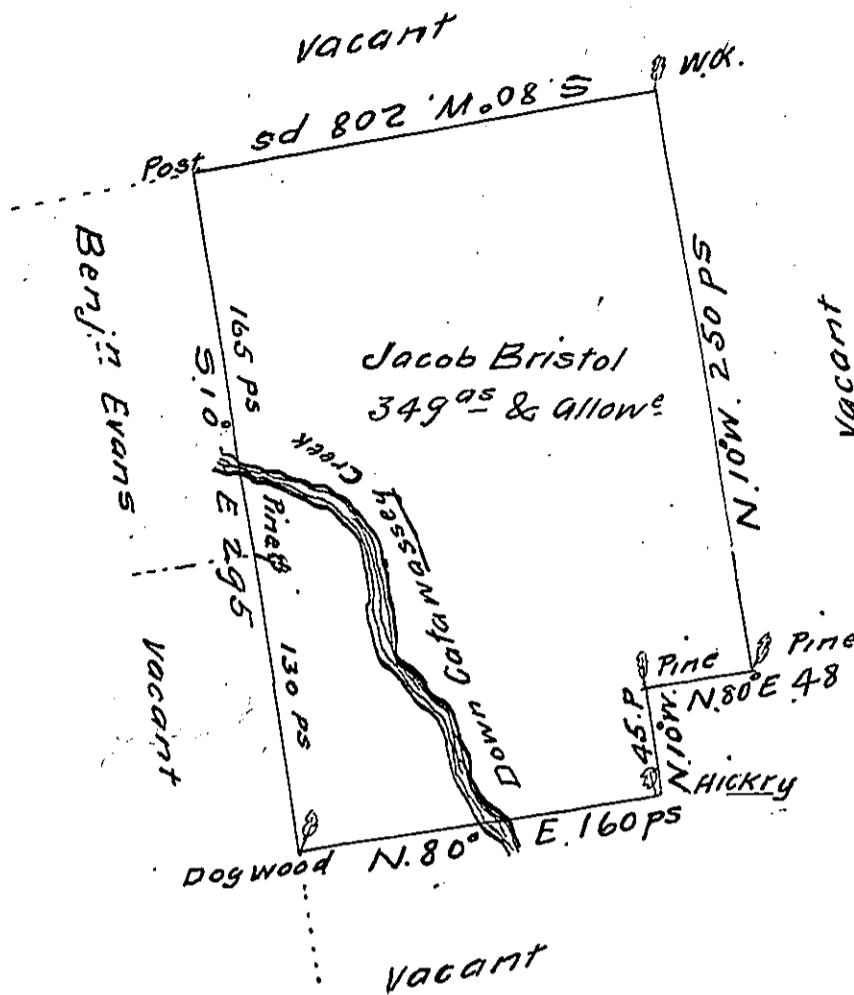 Vacant
W.O.
S. 80° W. 208 ps
Post
Benj:n Evans
165 ps
S. 10° E 295
Jacob Bristol
349 as & Allowe
N. 10° W. 250 ps
Vacant
Down Catawassey Creek
Pine
Vacant
130 ps
Pine
Pine
N. 80° E 48
45. P
N 10° W.
Hickry
Dogwood
N. 80° E. 160 ps
Vacant